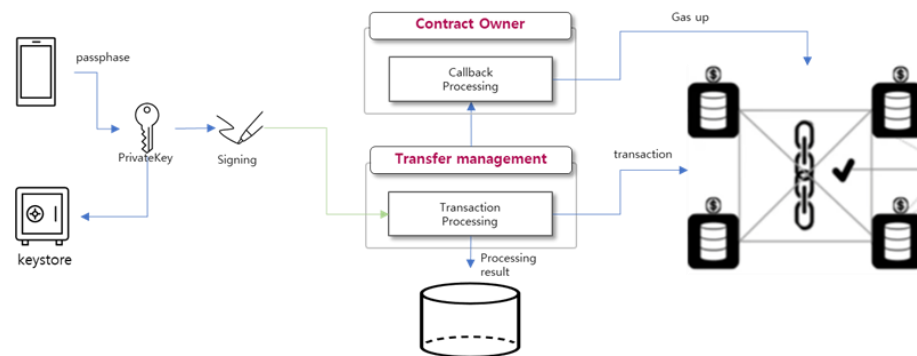 Contract Owner
Gas up
passphase
Callback
Processing
PrivateKey
Signing
Transfer management
transaction
Transaction
Processing
keystore
Processing
result